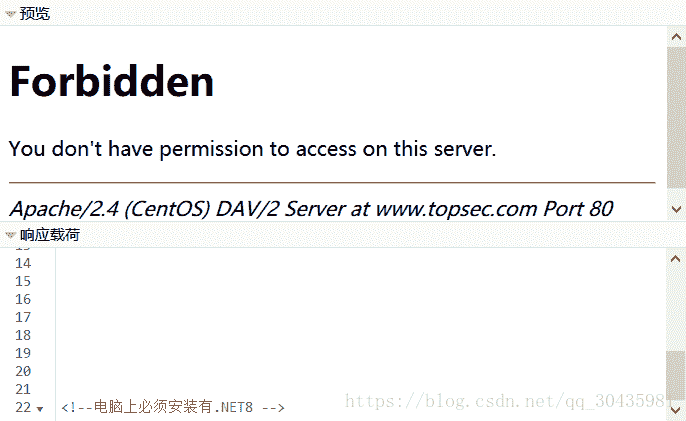 预览
Forbidden
You don't have permission to access on this server.
Apache/2.4 (CentOS) DAV/2 Server at www.topsec.com Port 80
响应载荷
14
15
16
17
18
19
20
21
22 <!--电脑上必须安装有.NET8 -->
https://blog.csdn.net/qq_30435981